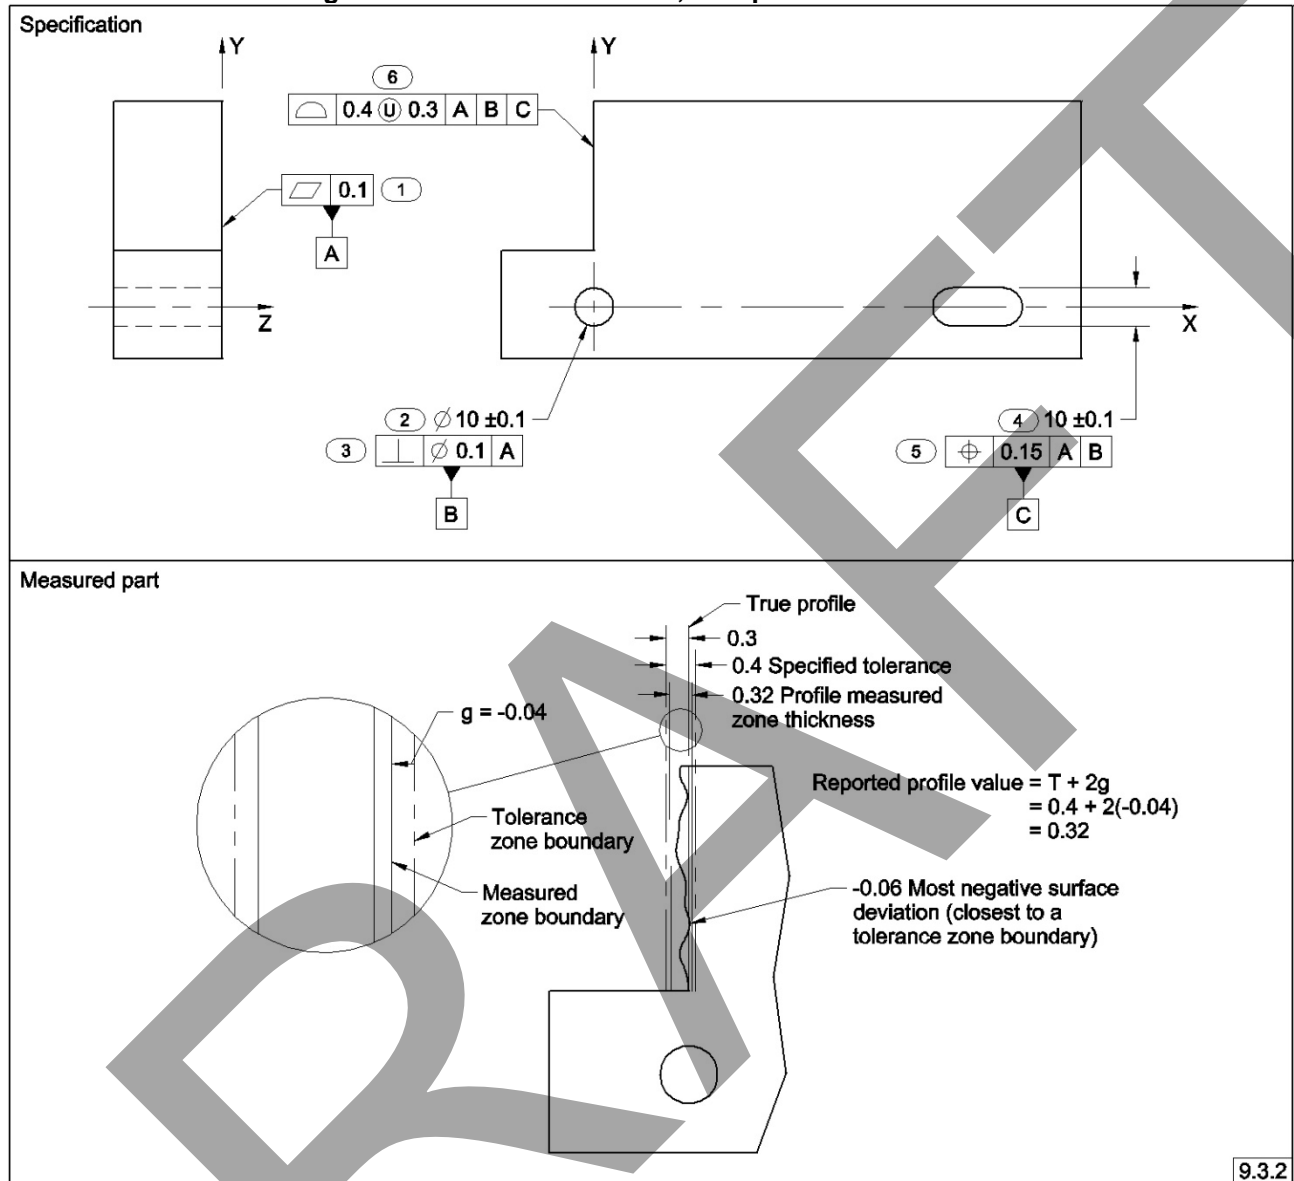 Specification
Y
Y
6
0.4 Ⓤ 0.3 A B C
0.1 1
A
Z
X
2 ⌀ 10 ±0.1
3 ⟂ ⌀ 0.1 A
B
4 10 ±0.1
5 ⌖ 0.15 A B
C
Measured part
True profile
0.3
0.4 Specified tolerance
0.32 Profile measured
zone thickness
g = -0.04
Reported profile value = T + 2g
= 0.4 + 2(-0.04)
= 0.32
Tolerance
zone boundary
Measured
zone boundary
-0.06 Most negative surface
deviation (closest to a
tolerance zone boundary)
9.3.2
DRAFT